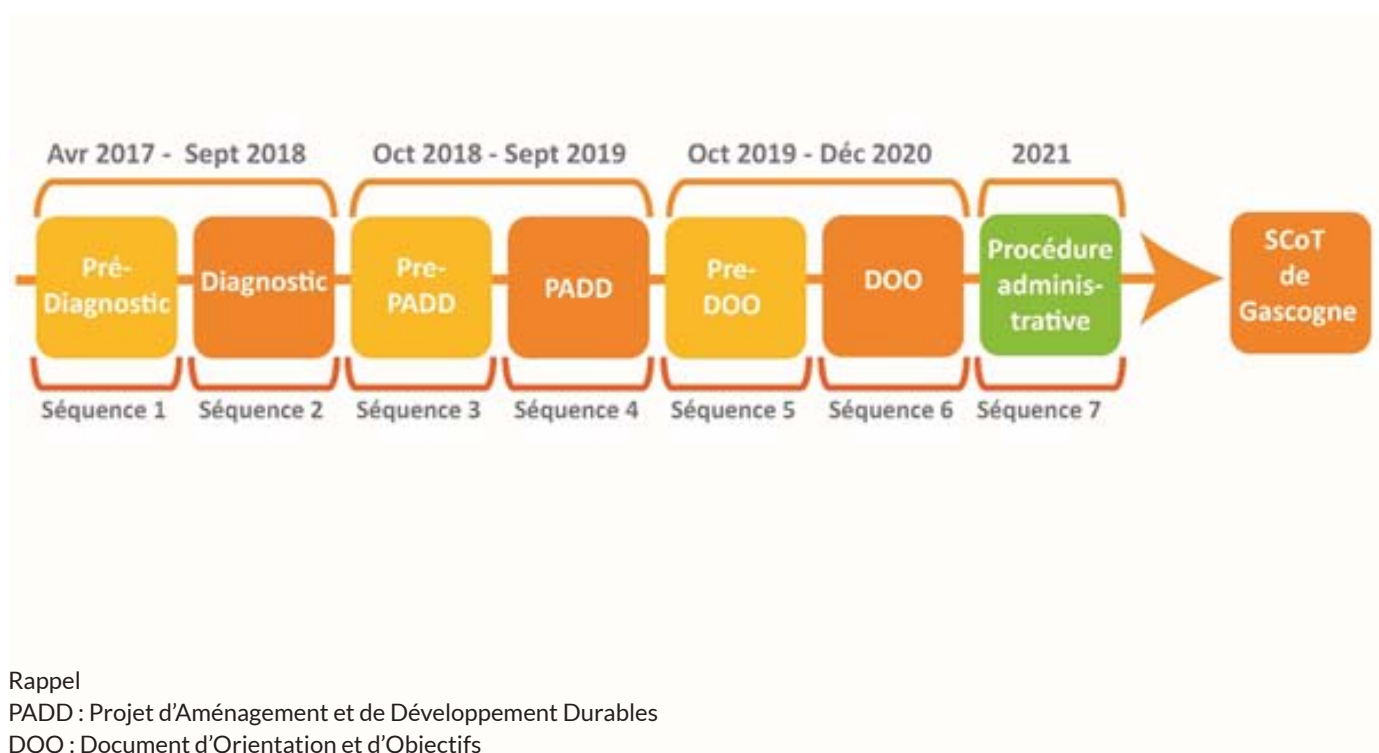 Avr 2017 - Sept 2018
Oct 2018 - Sept 2019
Oct 2019 - Déc 2020
2021
Pré-
Diagnostic
Diagnostic
Pre-
PADD
PADD
Pre-
DOO
DOO
Procédure
adminis-
trative
SCoT
de
Gascogne
Séquence 1
Séquence 2
Séquence 3
Séquence 4
Séquence 5
Séquence 6
Séquence 7
Rappel
PADD : Projet d’Aménagement et de Développement Durables
DOO : Document d’Orientation et d’Objectifs